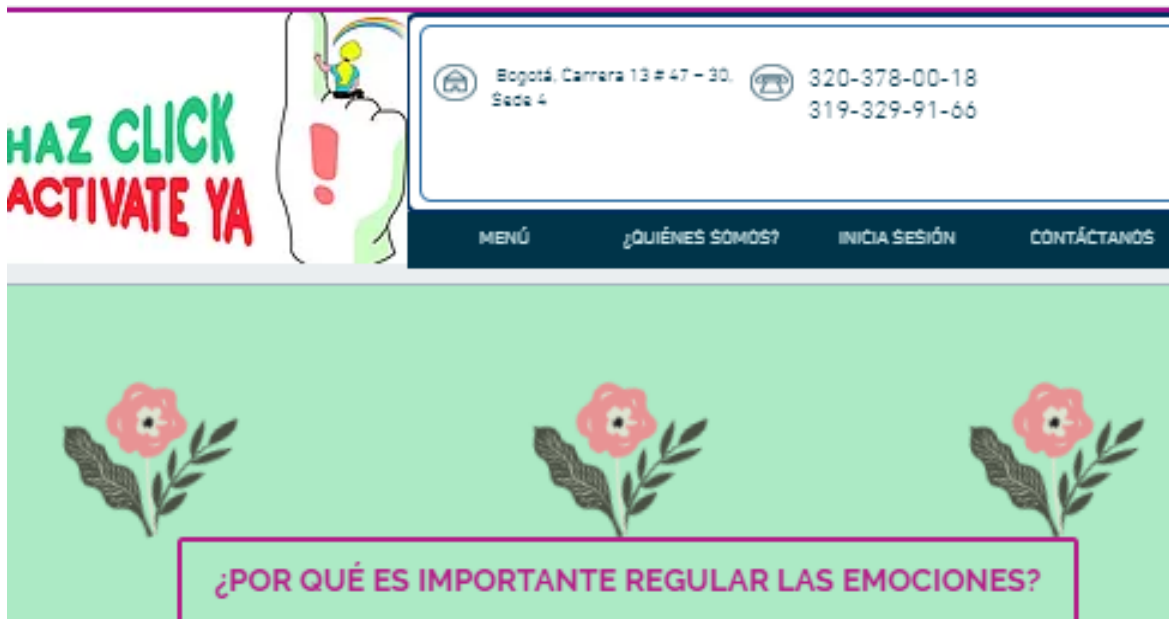 HAZ CLICK
ACTIVATE YA
!
Bogotá, Carrera 13 # 47 – 30,
Sede 4
320-378-00-18
319-329-91-66
MENÚ
¿QUIÉNES SOMOS?
INICIA SESIÓN
CONTÁCTANOS
¿POR QUÉ ES IMPORTANTE REGULAR LAS EMOCIONES?